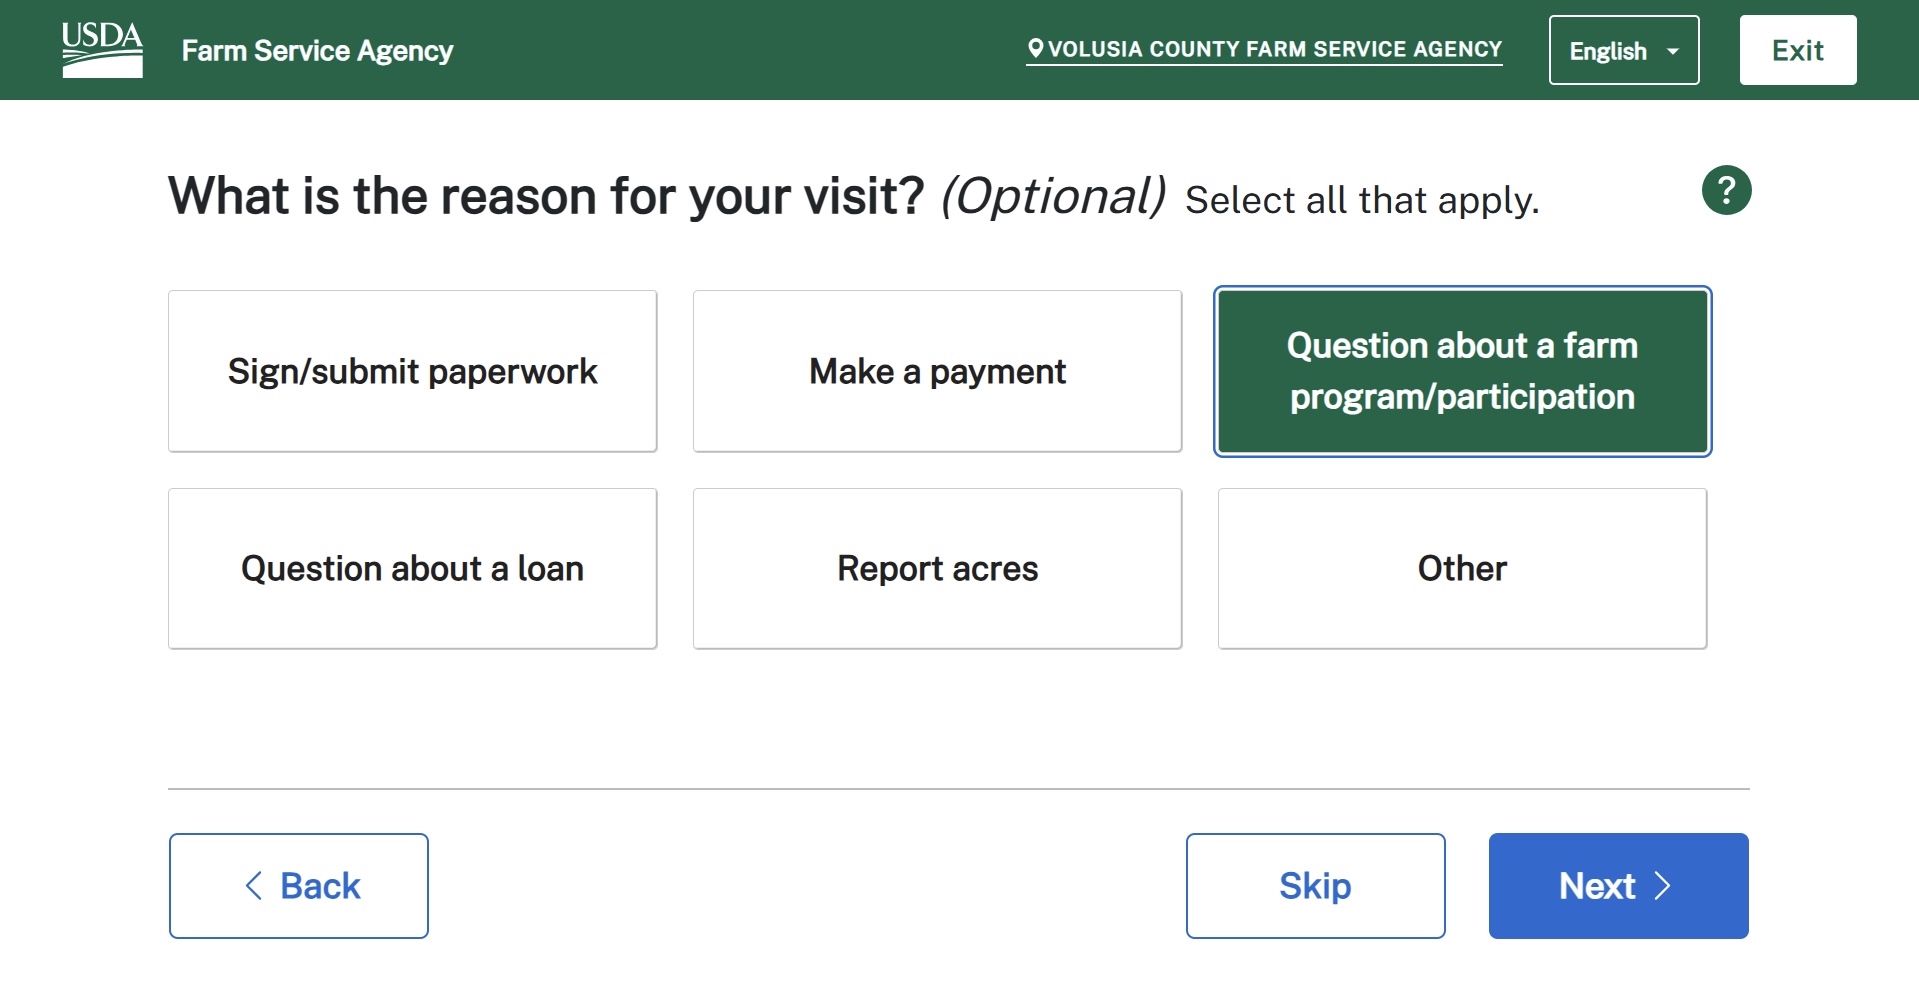 USDA
Farm Service Agency
VOLUSIA COUNTY FARM SERVICE AGENCY
English
Exit
What is the reason for your visit? (Optional) Select all that apply.
?
Sign/submit paperwork
Make a payment
Question about a farm
program/participation
Question about a loan
Report acres
Other
Back
Skip
Next